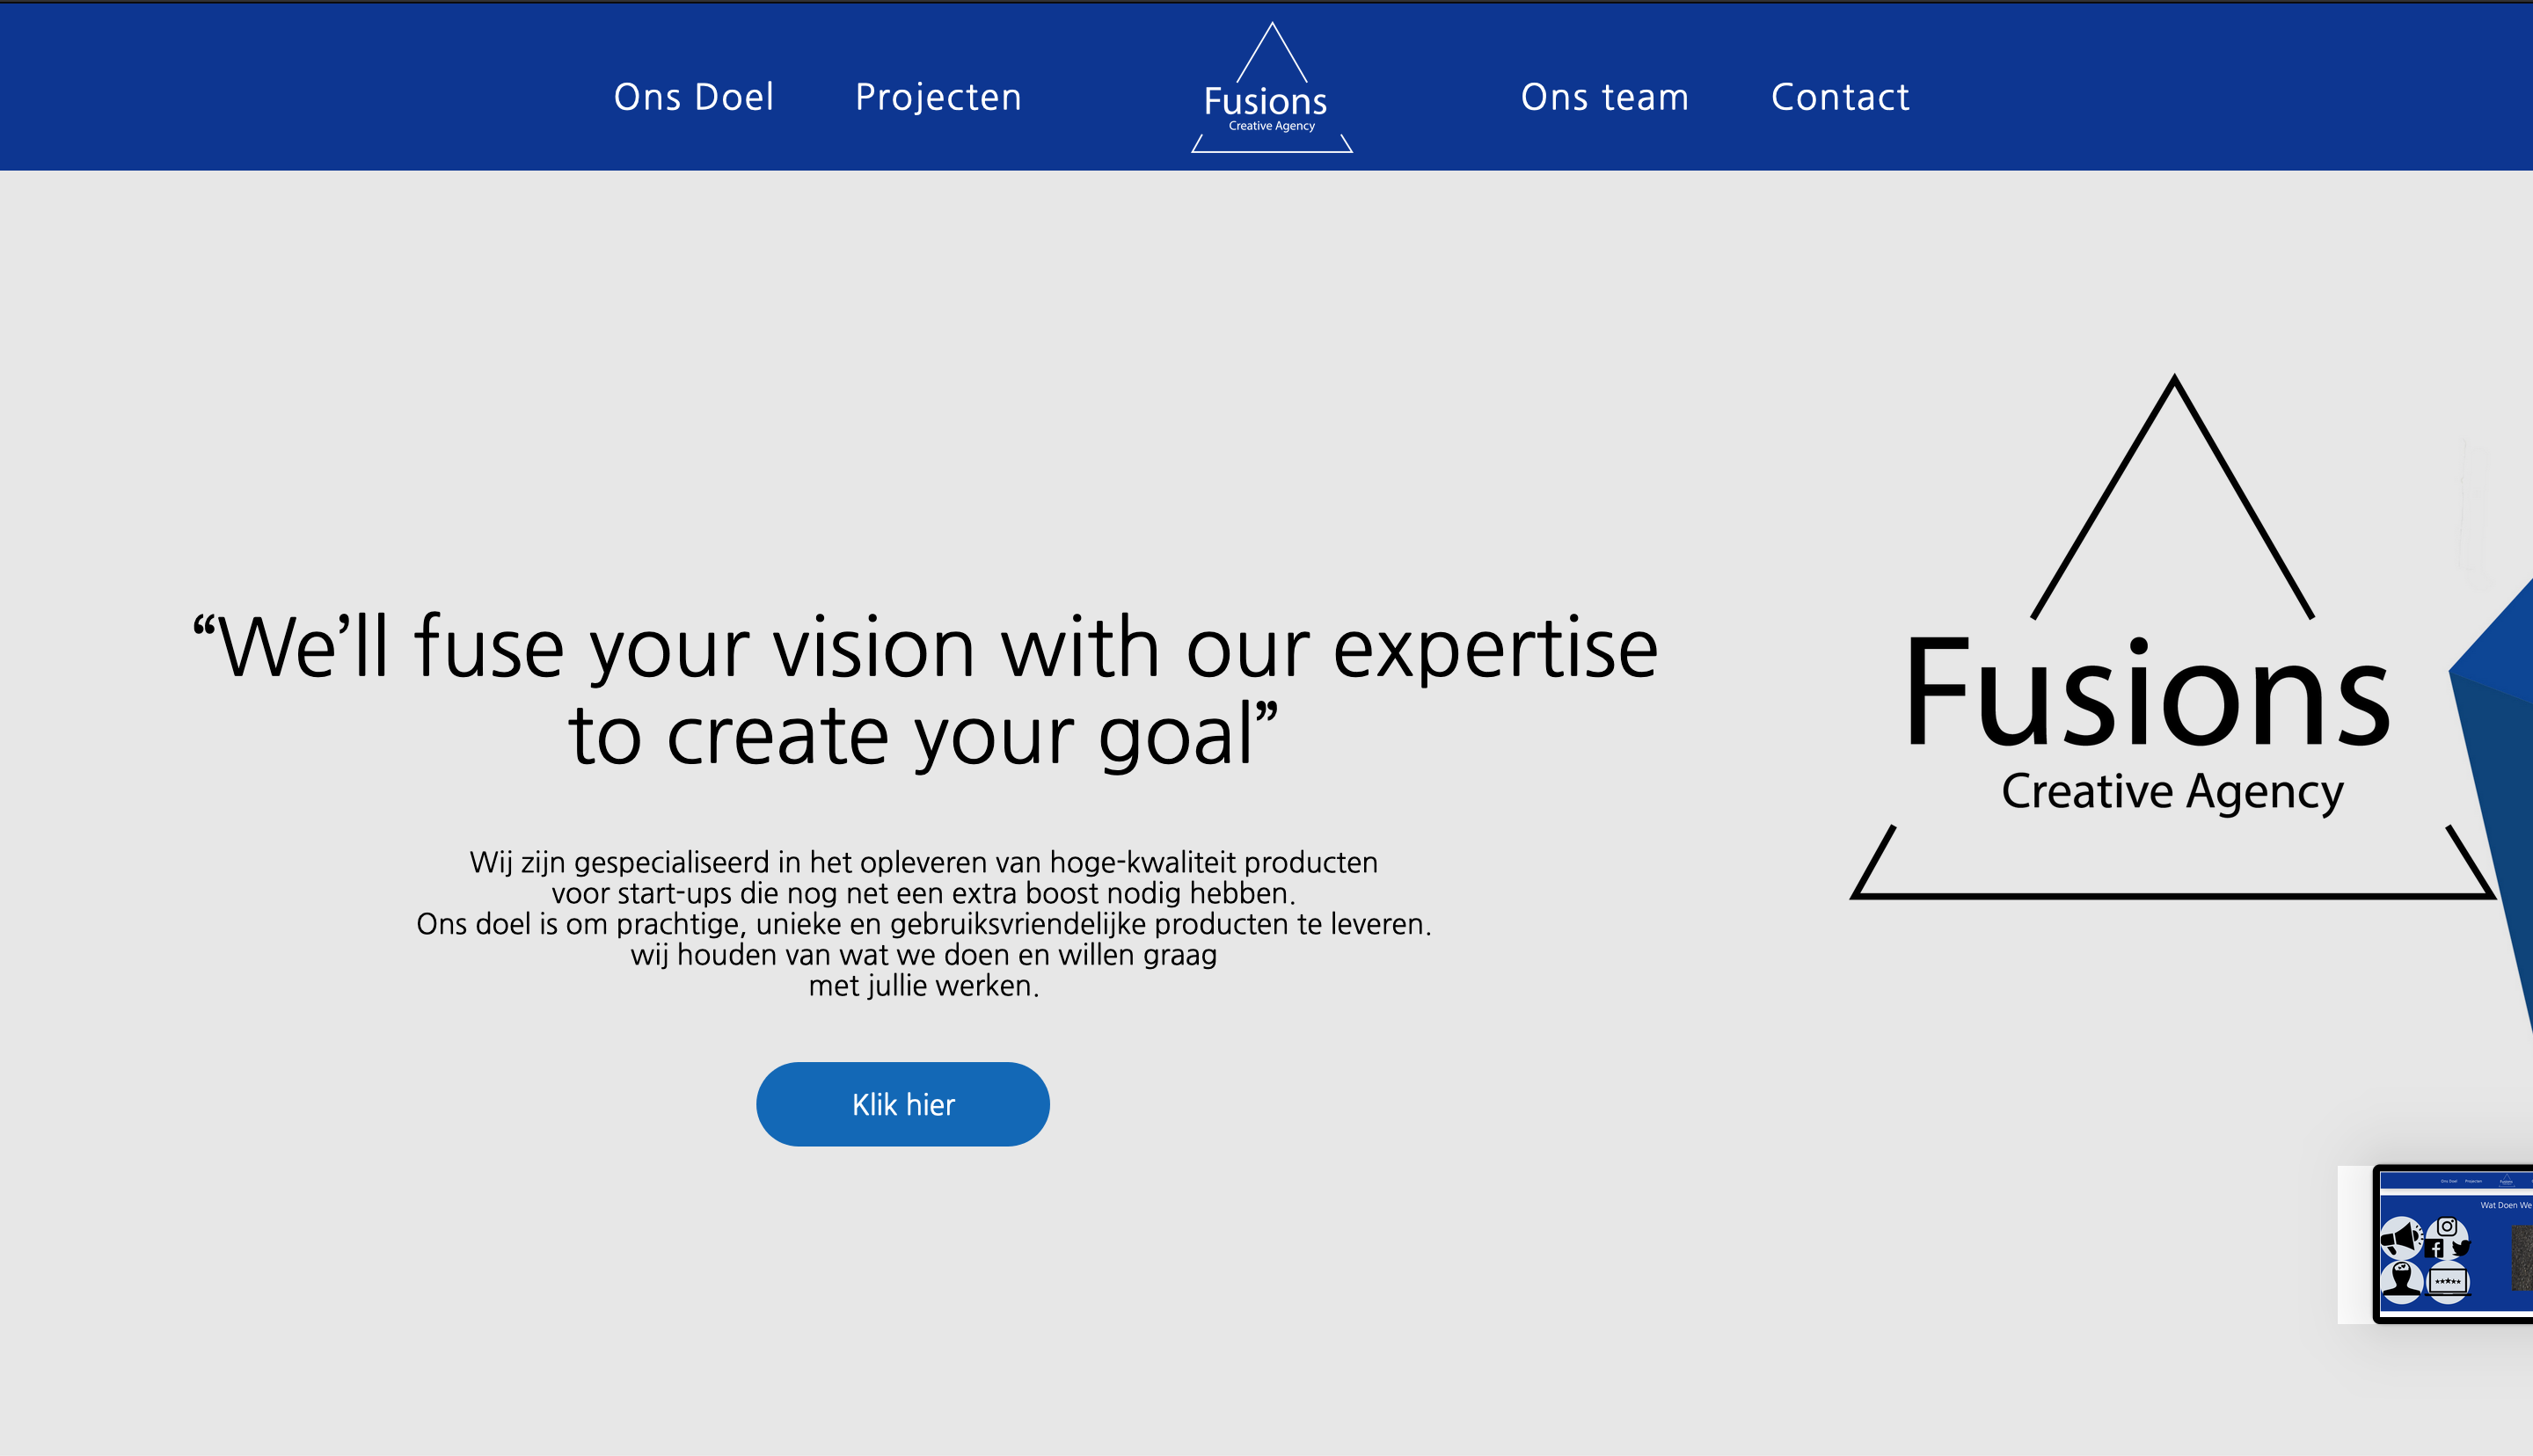 Ons Doel Projecten Fusions Ons team Contact
Creative Agency
“We’ll fuse your vision with our expertise
to create your goal”
Wij zijn gespecialiseerd in het opleveren van hoge-kwaliteit producten
voor start-ups die nog net een extra boost nodig hebben.
Ons doel is om prachtige, unieke en gebruiksvriendelijke producten te leveren.
wij houden van wat we doen en willen graag
met jullie werken.
Klik hier
Fusions
Creative Agency
Ons Doel Projecten Fusions
Wat Doen We